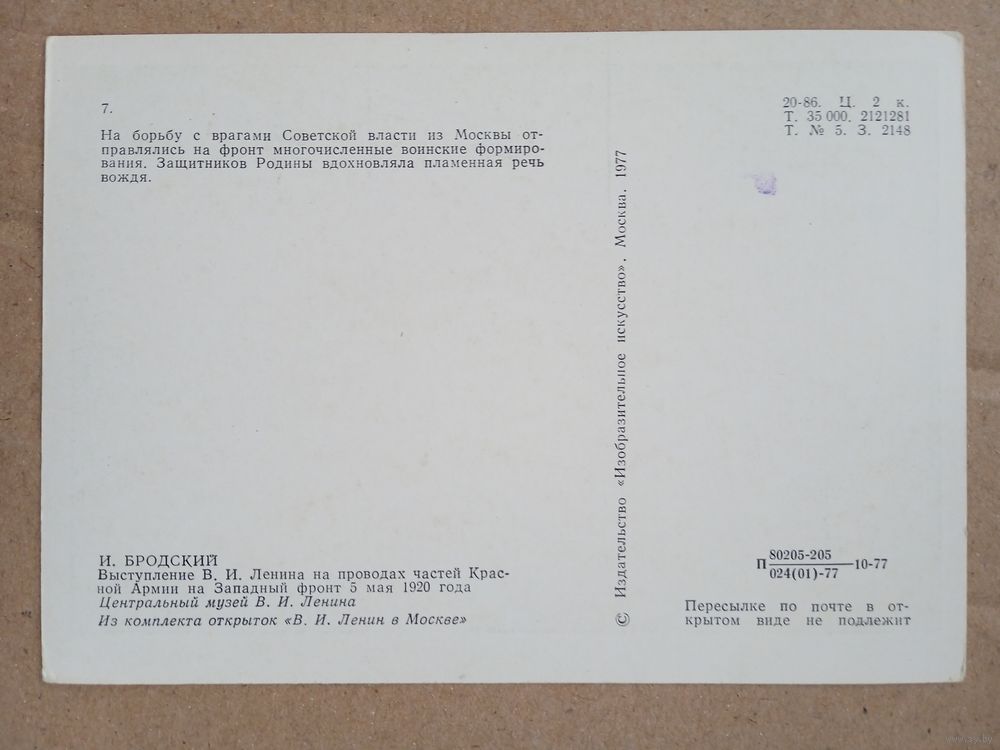 7.
На борьбу с врагами Советской власти из Москвы от-
правлялись на фронт многочисленные воинские формиро-
вания. Защитников Родины вдохновляла пламенная речь
вождя.
И. БРОДСКИЙ
Выступление В. И. Ленина на проводах частей Крас-
ной Армии на Западный фронт 5 мая 1920 года
Центральный музей В. И. Ленина
Из комплекта открыток «В. И. Ленин в Москве»
© Издательство «Изобразительное искусство». Москва. 1977
20-86. Ц. 2 к.
Т. 35 000. 2121281
Т. № 5. З. 2148
П 80205-205
024(01)-77 -10-77
Пересылке по почте в от-
крытом виде не подлежит
www.ay.by